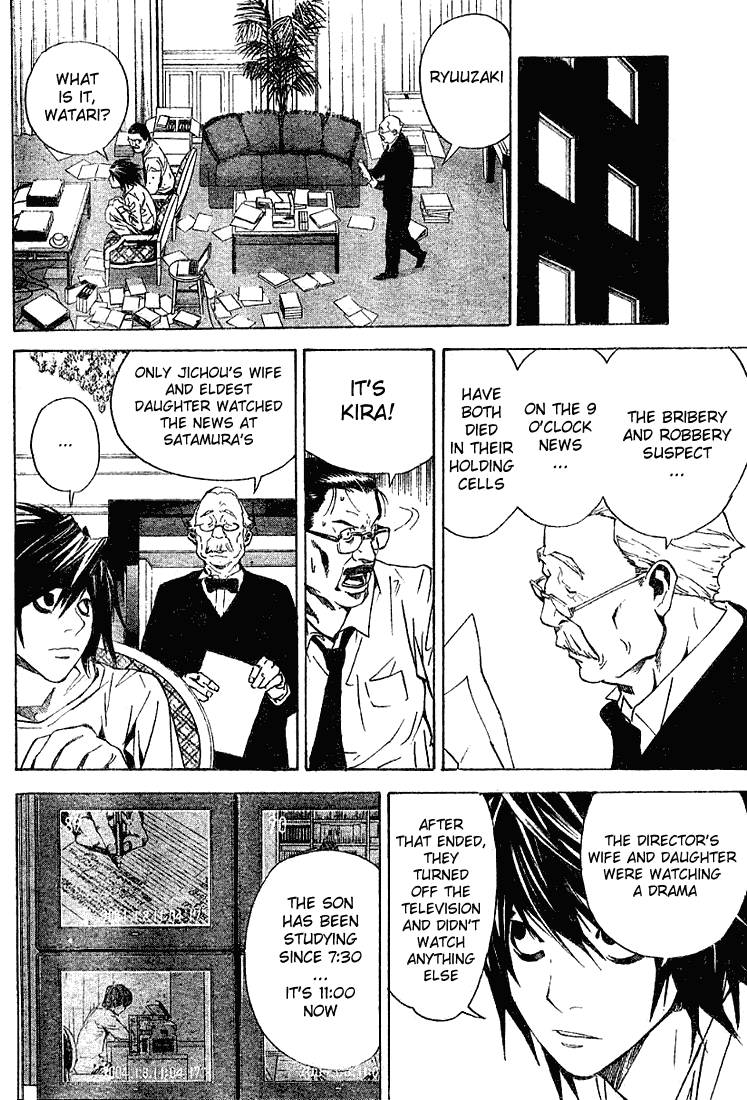 RYUUZAKI
WHAT
IS IT,
WATARI?
THE BRIBERY
AND ROBBERY
SUSPECT
...
ON THE 9
O'CLOCK
NEWS
...
HAVE
BOTH
DIED
IN THEIR
HOLDING
CELLS
IT'S
KIRA!
ONLY JICHOU'S WIFE
AND ELDEST
DAUGHTER WATCHED
THE NEWS AT
SATAMURA'S
...
THE DIRECTOR'S
WIFE AND DAUGHTER
WERE WATCHING
A DRAMA
AFTER
THAT ENDED,
THEY
TURNED
OFF THE
TELEVISION
AND DIDN'T
WATCH
ANYTHING
ELSE
THE SON
HAS BEEN
STUDYING
SINCE 7:30
...
IT'S 11:00
NOW